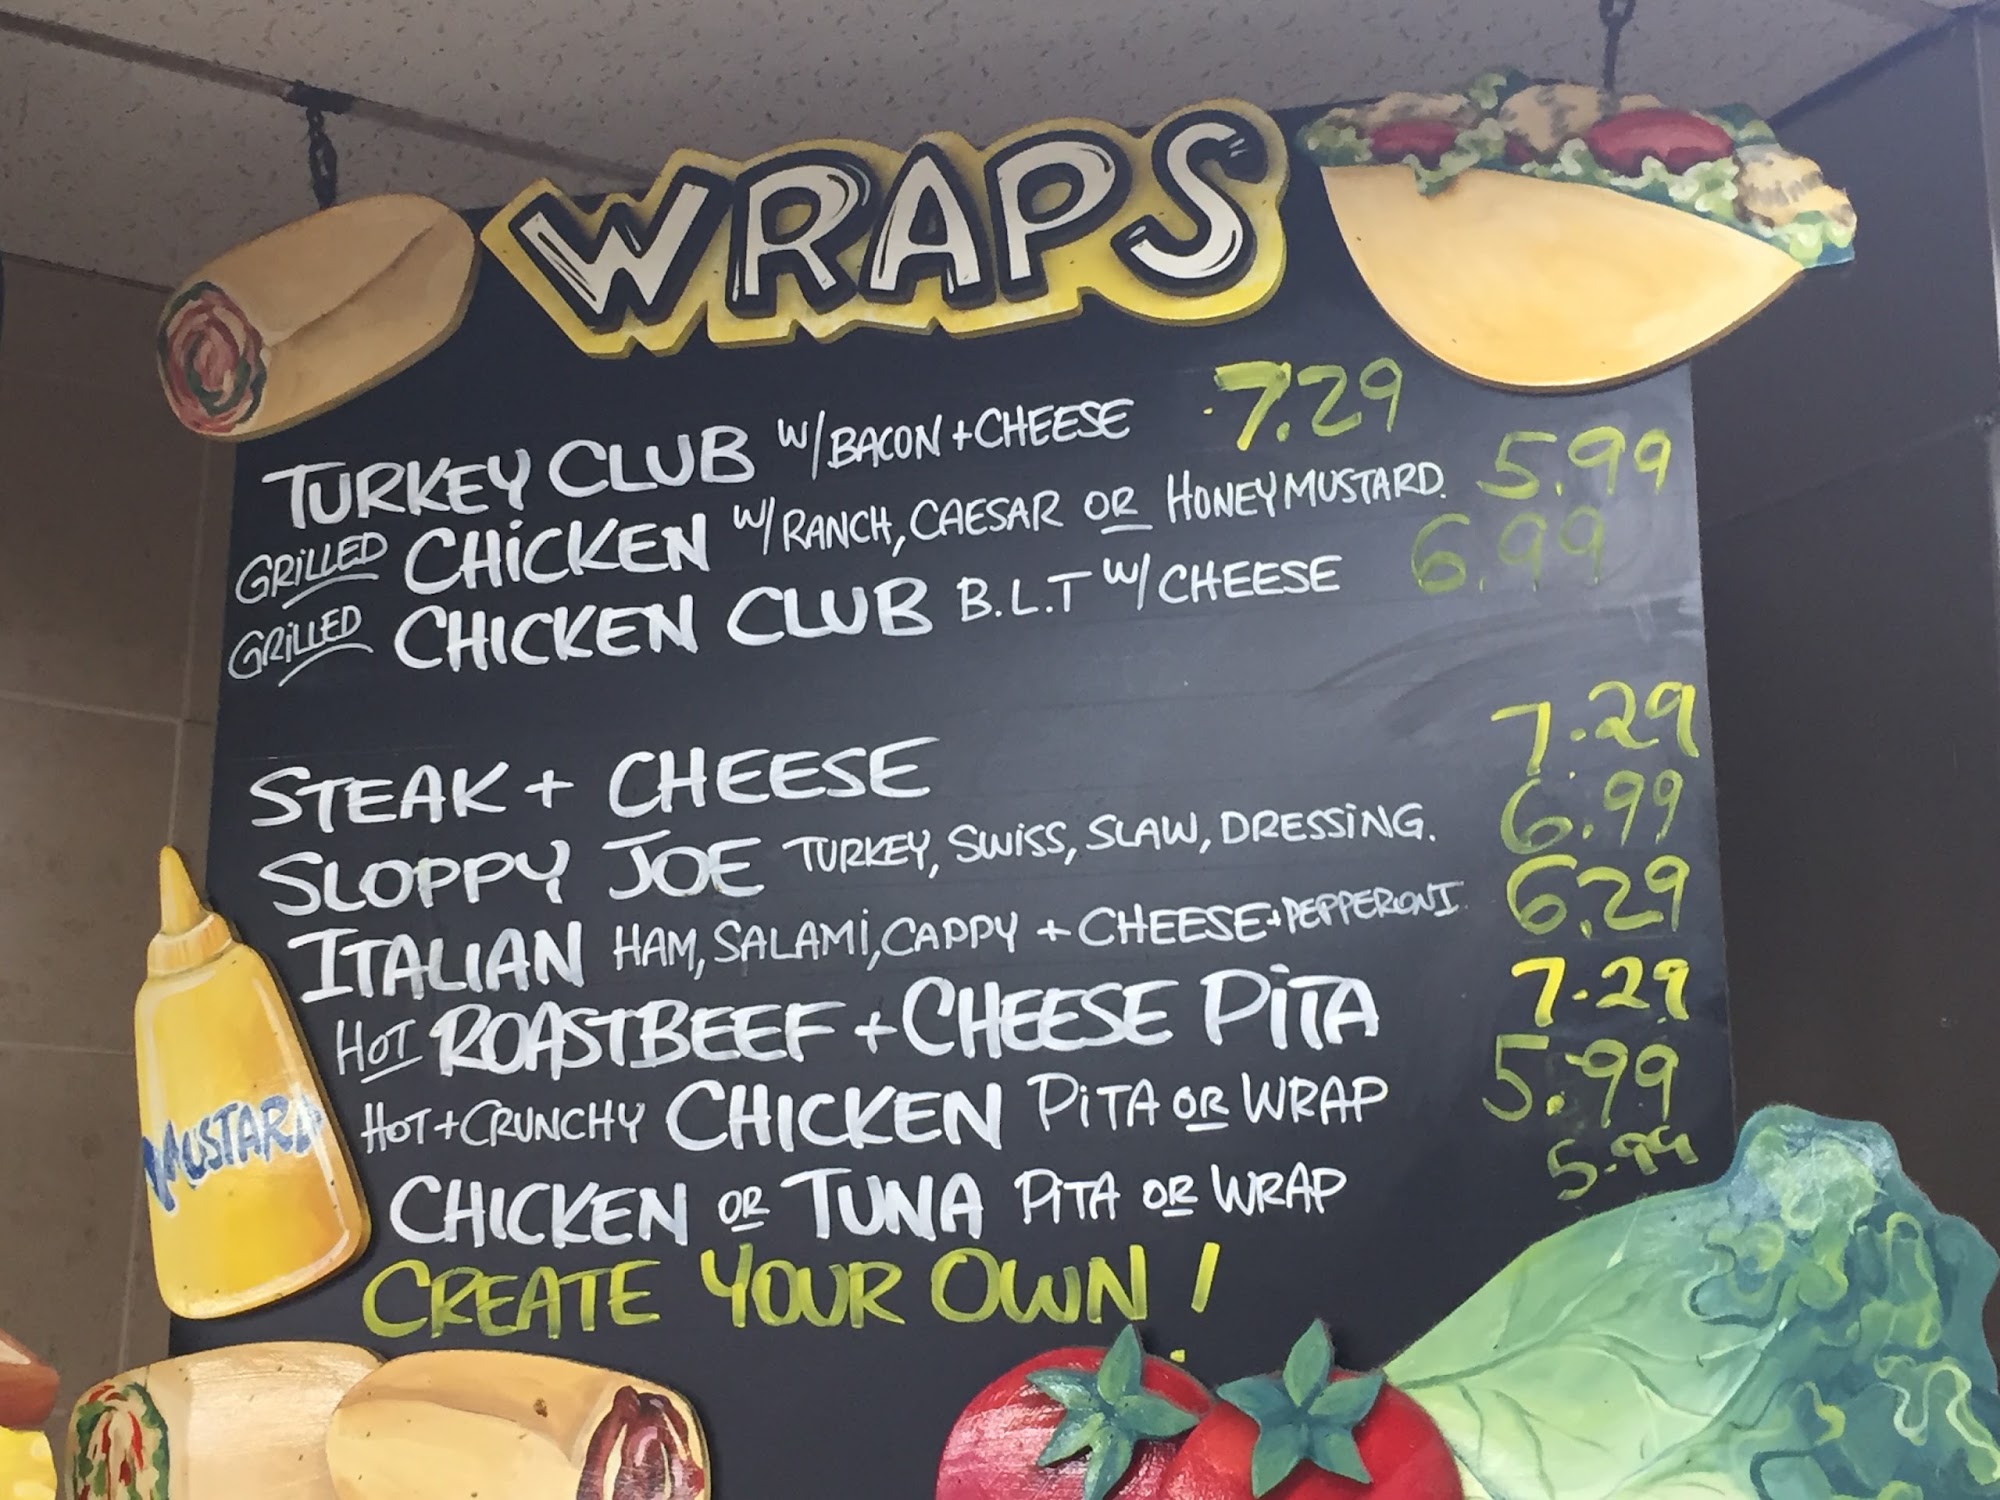 WRAPS
TURKEY CLUB W/BACON + CHEESE 7.29
GRILLED CHICKEN W/RANCH, CAESAR OR HONEYMUSTARD. 5.99
GRILLED CHICKEN CLUB B.L.T W/CHEESE 6.99
STEAK + CHEESE 7.29
SLOPPY JOE TURKEY, SWISS, SLAW, DRESSING. 6.99
ITALIAN HAM, SALAMI, CAPPY + CHEESE + PEPPERONI 6.29
HOT ROASTBEEF + CHEESE PITA 7.29
HOT + CRUNCHY CHICKEN PITA OR WRAP 5.99
CHICKEN OR TUNA PITA OR WRAP 5.99
CREATE YOUR OWN!
MUSTARD